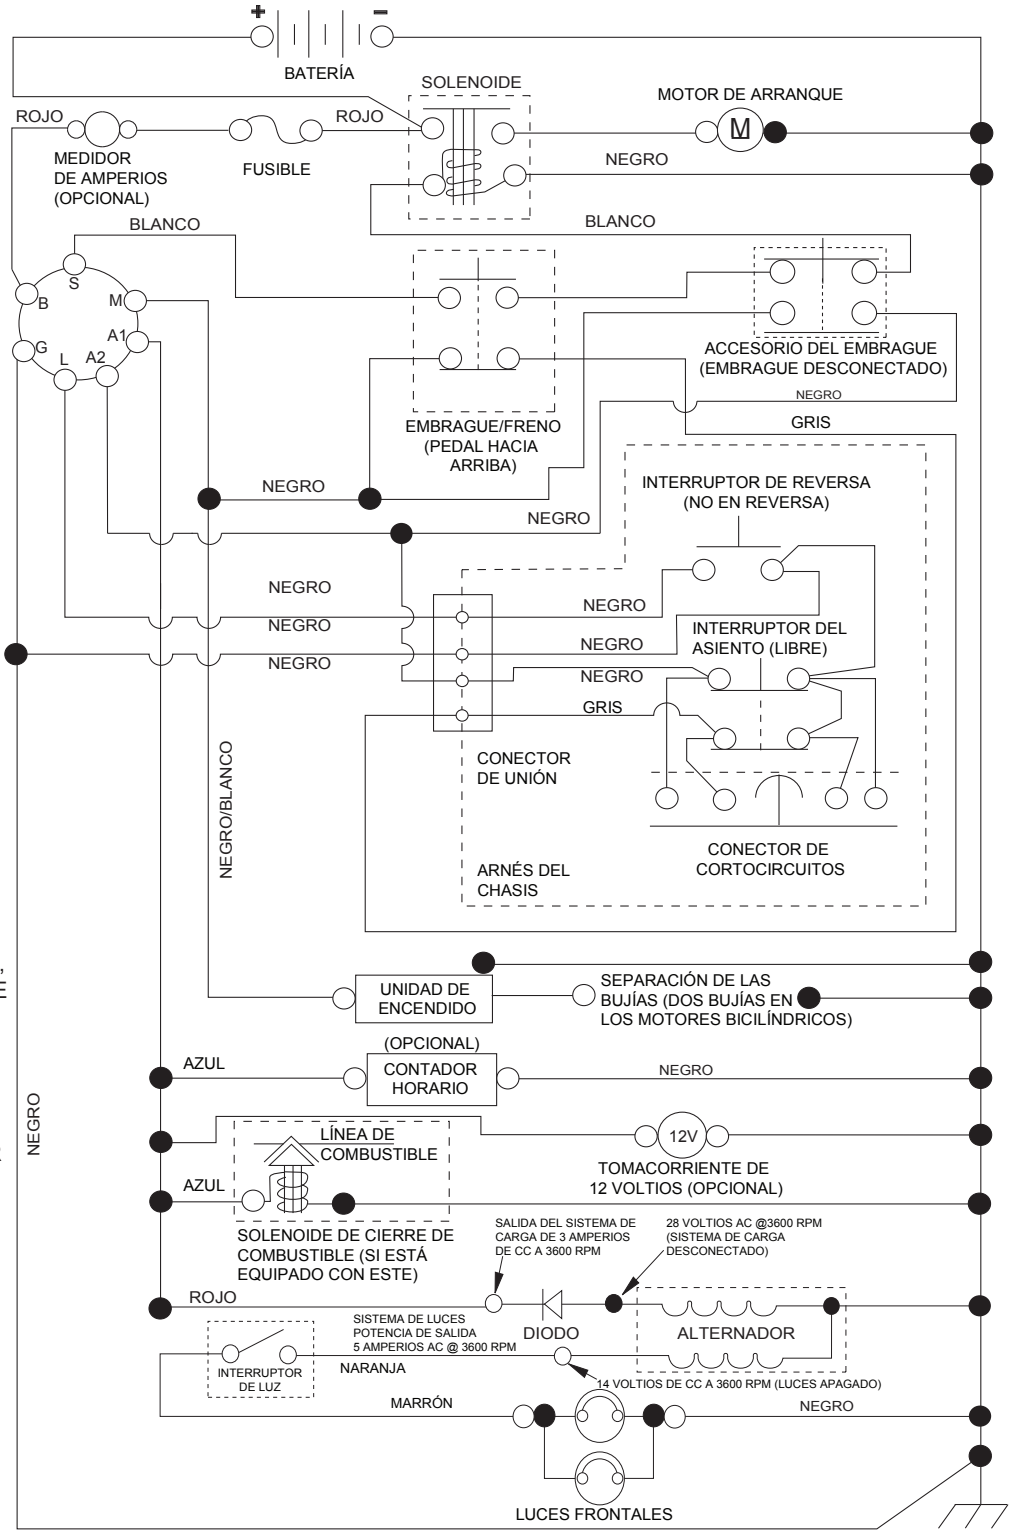 + −
BATERÍA
SOLENOIDE
MOTOR DE ARRANQUE
ROJO
ROJO
M
MEDIDOR
DE AMPERIOS
(OPCIONAL)
FUSIBLE
NEGRO
BLANCO
BLANCO
S
B
M
G
A1
L
A2
ACCESORIO DEL EMBRAGUE
(EMBRAGUE DESCONECTADO)
NEGRO
EMBRAGUE/FRENO
(PEDAL HACIA
ARRIBA)
GRIS
NEGRO
INTERRUPTOR DE REVERSA
(NO EN REVERSA)
NEGRO
NEGRO
NEGRO
NEGRO
INTERRUPTOR DEL
ASIENTO (LIBRE)
NEGRO
NEGRO
NEGRO
GRIS
NEGRO/BLANCO
CONECTOR
DE UNIÓN
CONECTOR DE
CORTOCIRCUITOS
ARNÉS DEL
CHASIS
UNIDAD DE
ENCENDIDO
SEPARACIÓN DE LAS
BUJÍAS (DOS BUJÍAS EN
LOS MOTORES BICILÍNDRICOS)
(OPCIONAL)
AZUL
CONTADOR
HORARIO
NEGRO
NEGRO
LÍNEA DE
COMBUSTIBLE
12V
TOMACORRIENTE DE
12 VOLTIOS (OPCIONAL)
AZUL
SOLENOIDE DE CIERRE DE
COMBUSTIBLE (SI ESTÁ
EQUIPADO CON ESTE)
SALIDA DEL SISTEMA DE
CARGA DE 3 AMPERIOS
DE CC A 3600 RPM
28 VOLTIOS AC @3600 RPM
(SISTEMA DE CARGA
DESCONECTADO)
ROJO
SISTEMA DE LUCES
POTENCIA DE SALIDA
5 AMPERIOS AC @ 3600 RPM
DIODO
ALTERNADOR
INTERRUPTOR
DE LUZ
NARANJA
14 VOLTIOS DE CC A 3600 RPM (LUCES APAGADO)
MARRÓN
NEGRO
LUCES FRONTALES